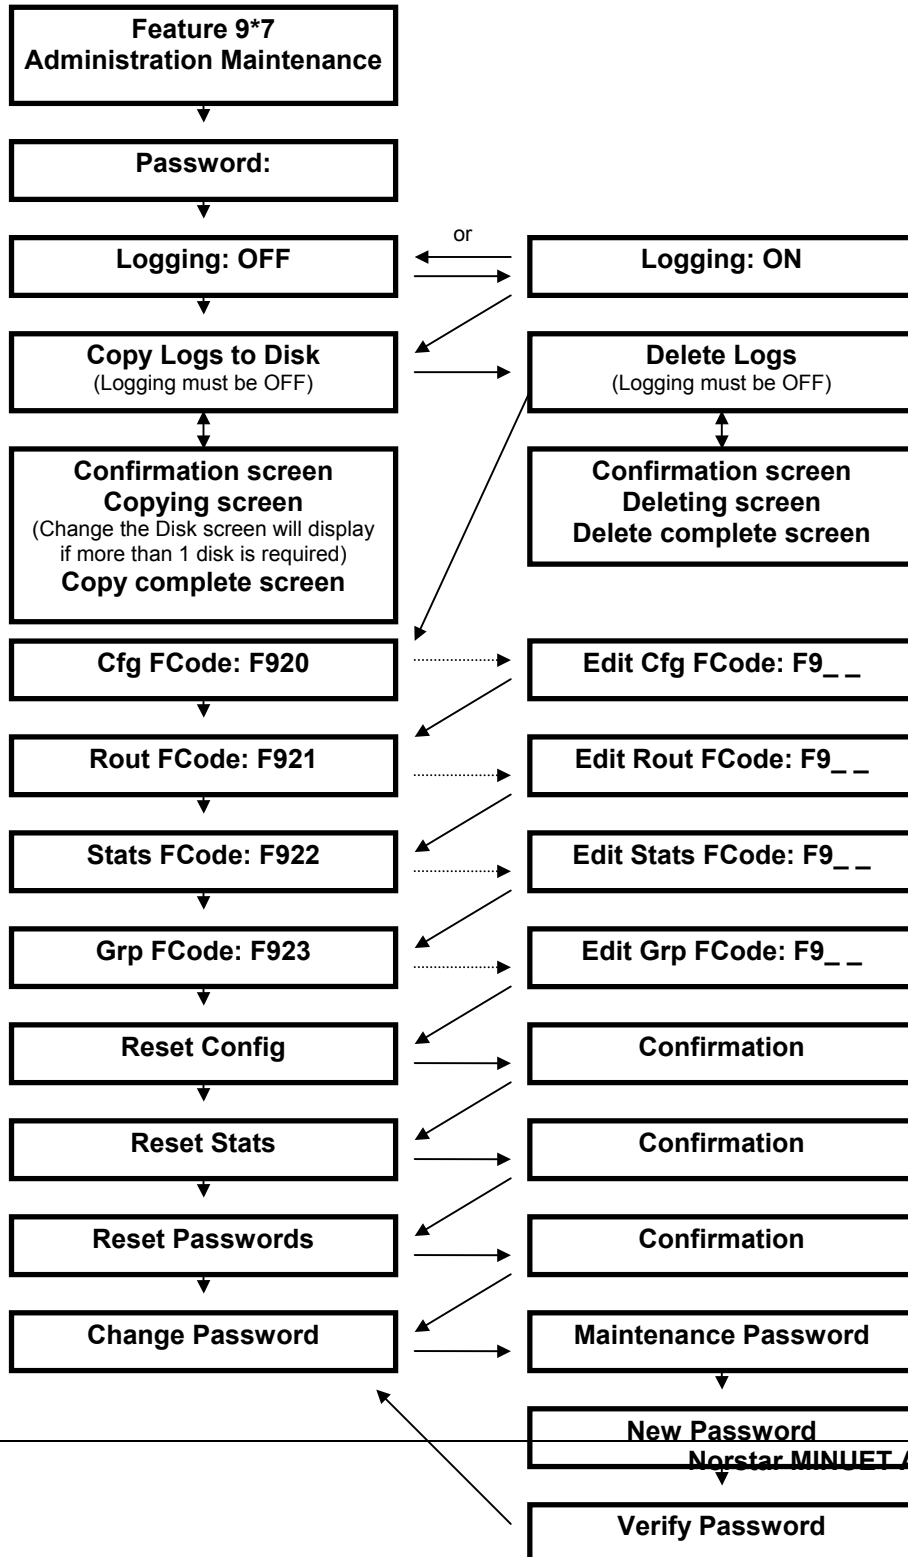 Feature 9*7
Administration Maintenance
Password:
or
Logging: OFF
Logging: ON
Copy Logs to Disk
(Logging must be OFF)
Delete Logs
(Logging must be OFF)
Confirmation screen
Copying screen
(Change the Disk screen will display
if more than 1 disk is required)
Copy complete screen
Confirmation screen
Deleting screen
Delete complete screen
Cfg FCode: F920
Edit Cfg FCode: F9_ _
Rout FCode: F921
Edit Rout FCode: F9_ _
Stats FCode: F922
Edit Stats FCode: F9_ _
Grp FCode: F923
Edit Grp FCode: F9_ _
Reset Config
Confirmation
Reset Stats
Confirmation
Reset Passwords
Confirmation
Change Password
Maintenance Password
New Password
Norstar MINUET A
Verify Password